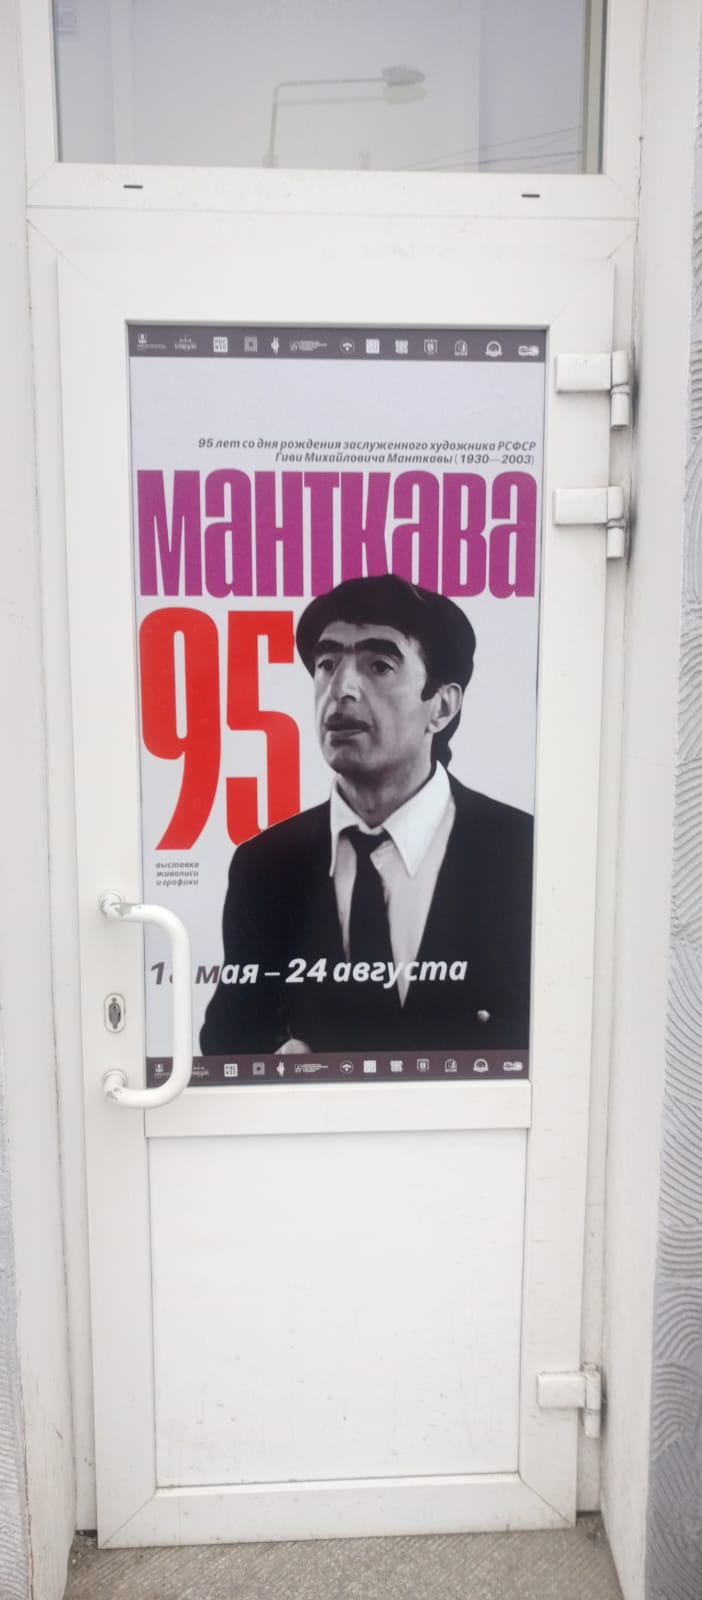 95 лет со дня рождения заслуженного художника РСФСР
Гиви Михайловича Манткавы (1930—2003)
манткава
95
выставка
живописи
и графики
мая – 24 августа